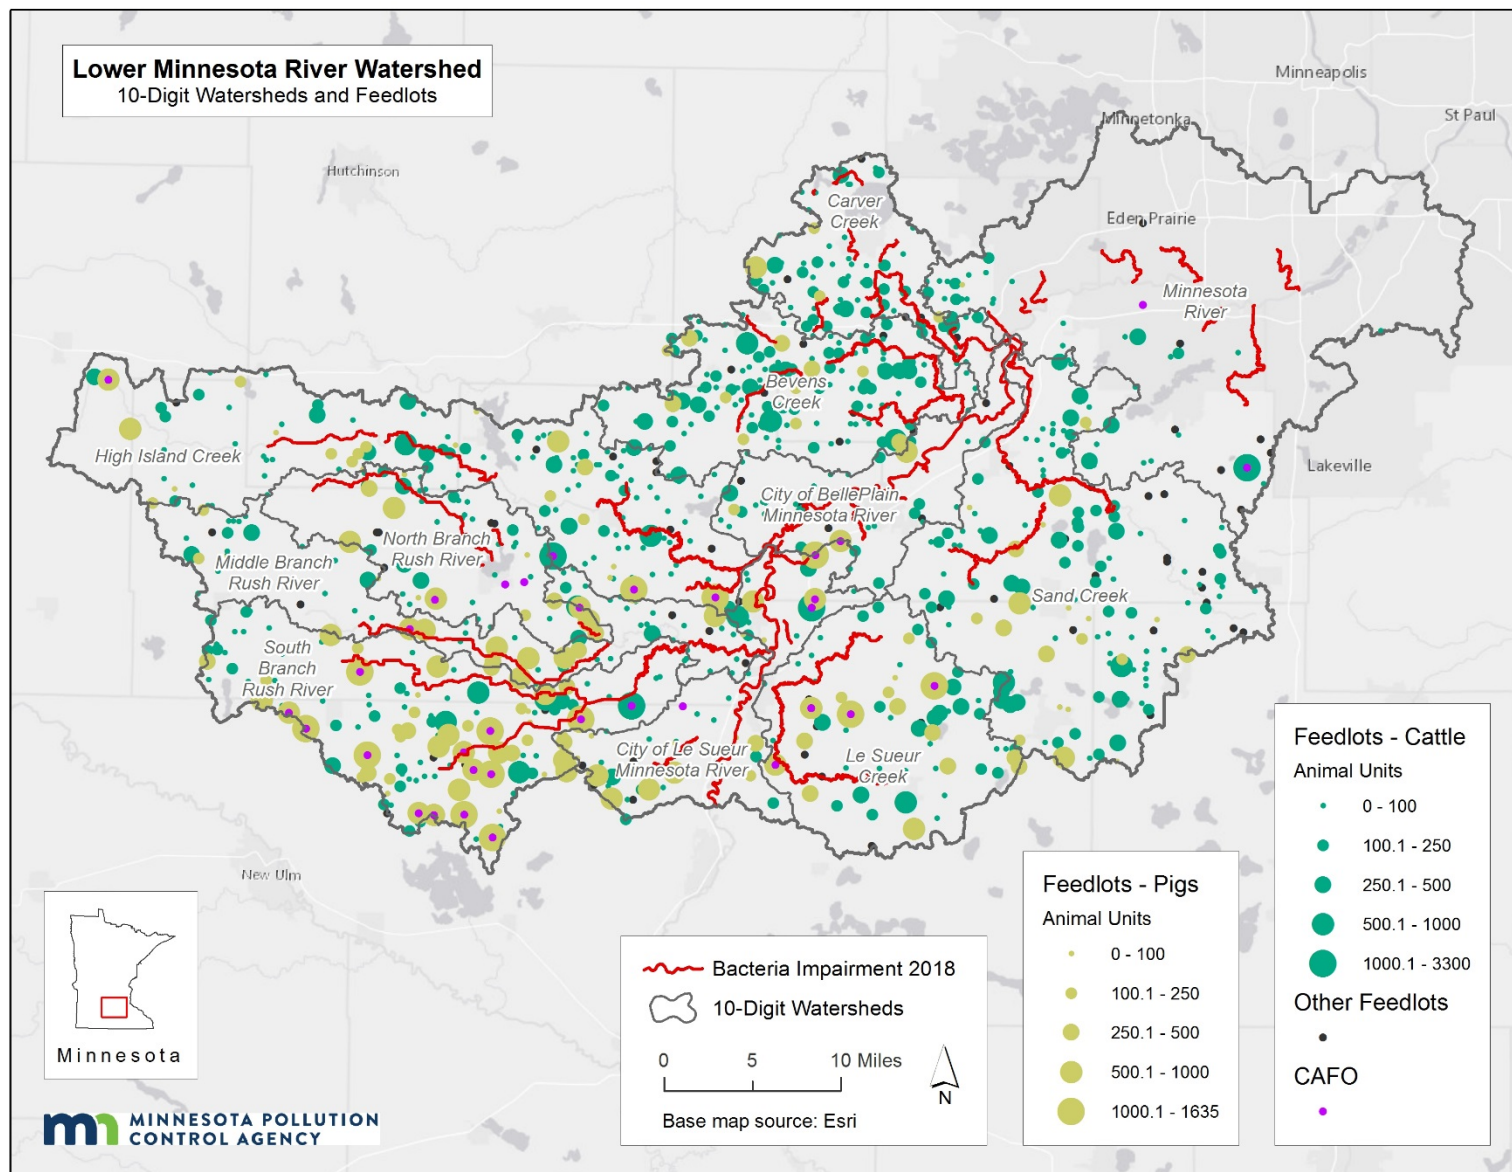 Lower Minnesota River Watershed
10-Digit Watersheds and Feedlots
Minneapolis
St Paul
Minnetonka
Hutchinson
Carver
Creek
Eden Prairie
Minnesota
River
Bevens
Creek
High Island Creek
Lakeville
City of BellePlain
Minnesota River
North Branch
Rush River
Middle Branch
Rush River
Sand Creek
South
Branch
Rush River
City of Le Sueur
Minnesota River
Le Sueur
Creek
New Ulm
Minnesota
MINNESOTA POLLUTION
CONTROL AGENCY
Bacteria Impairment 2018
10-Digit Watersheds
0 5 10 Miles
N
Base map source: Esri
Feedlots - Pigs
Animal Units
0 - 100
100.1 - 250
250.1 - 500
500.1 - 1000
1000.1 - 1635
Feedlots - Cattle
Animal Units
0 - 100
100.1 - 250
250.1 - 500
500.1 - 1000
1000.1 - 3300
Other Feedlots
CAFO